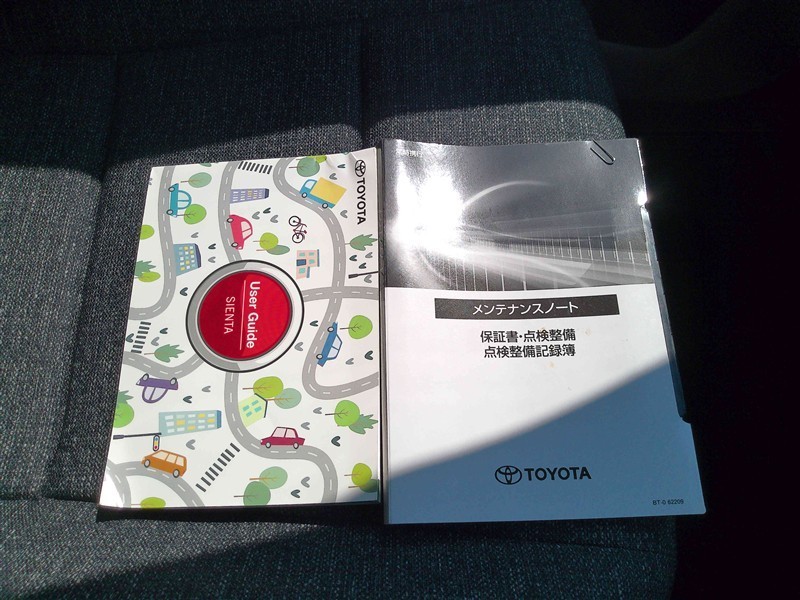 TOYOTA
User Guide
SIENTA
メンテナンスノート
保証書・点検整備
点検整備記録簿
TOYOTA